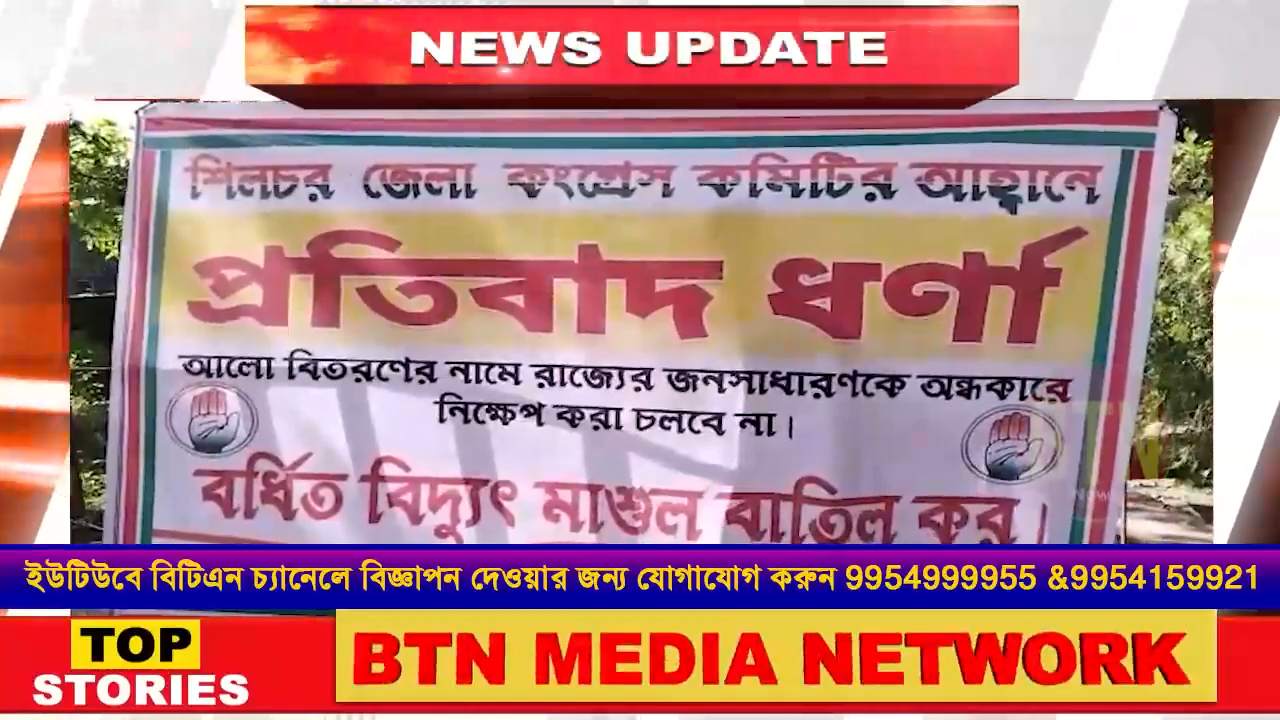 NEWS UPDATE
শিলচর জেলা কংগ্রেস কমিটির আহ্বানে
প্রতিবাদ ধর্ণা
আলো বিতরণের নামে রাজ্যের জনসাধারণকে অন্ধকারে
নিক্ষেপ করা চলবে না।
বর্ধিত বিদ্যুৎ মাশুল বাতিল কর।
ইউটিউবে বিটিএন চ্যানেলে বিজ্ঞাপন দেওয়ার জন্য যোগাযোগ করুন 9954999955 &9954159921
TOP
STORIES
BTN MEDIA NETWORK